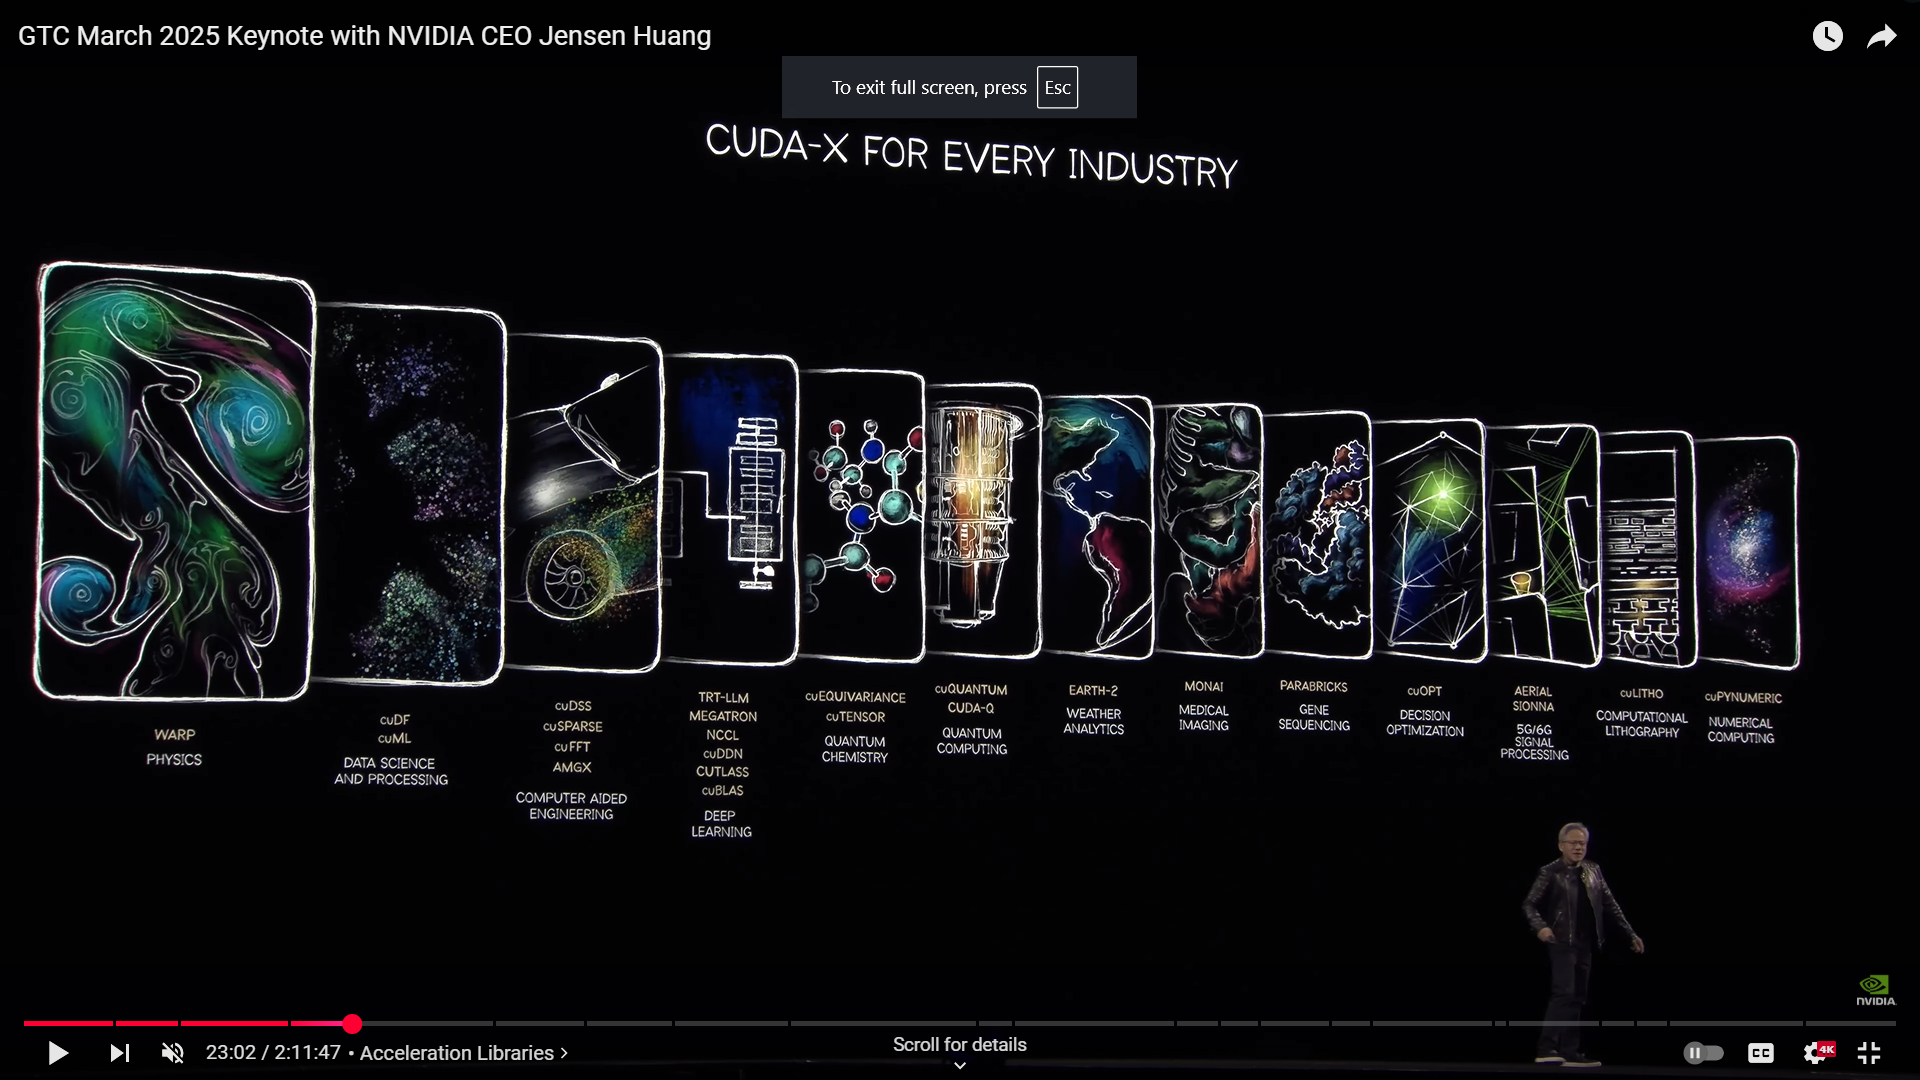 GTC March 2025 Keynote with NVIDIA CEO Jensen Huang
To exit full screen, press Esc
CUDA-X FOR EVERY INDUSTRY
WARP
PHYSICS
cuDF
cuML
DATA SCIENCE
AND PROCESSING
cuDSS
cuSPARSE
cuFFT
AMGX
COMPUTER AIDED
ENGINEERING
TRT-LLM
MEGATRON
NCCL
cuDDN
CUTLASS
cuBLAS
DEEP
LEARNING
cuEQUIVARIANCE
cuTENSOR
QUANTUM
CHEMISTRY
cuQUANTUM
CUDA-Q
QUANTUM
COMPUTING
EARTH-2
WEATHER
ANALYTICS
MONAI
MEDICAL
IMAGING
PARABRICKS
GENE
SEQUENCING
cuOPT
DECISION
OPTIMIZATION
AERIAL
SIONNA
5G/6G
SIGNAL
PROCESSING
cuLITHO
COMPUTATIONAL
LITHOGRAPHY
cuPYNUMERIC
NUMERICAL
COMPUTING
NVIDIA.
23:02 / 2:11:47 • Acceleration Libraries >
Scroll for details
CC
4K